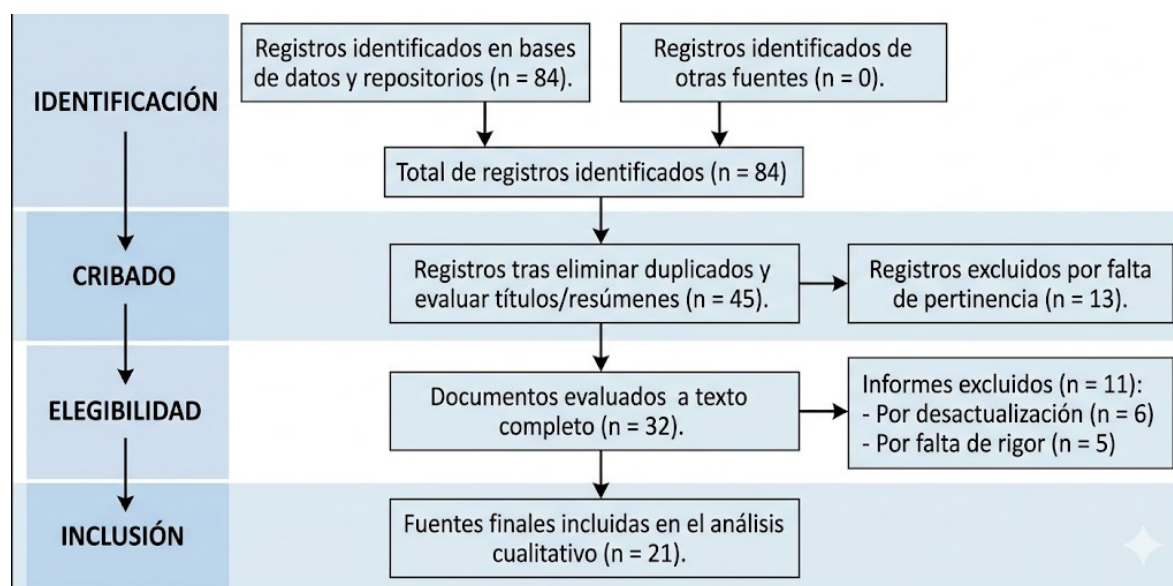 IDENTIFICACIÓN
Registros identificados en bases
de datos y repositorios (n = 84).
Registros identificados de
otras fuentes (n = 0).
Total de registros identificados (n = 84)
CRIBADO
Registros tras eliminar duplicados y
evaluar títulos/resúmenes (n = 45).
Registros excluidos por falta
de pertinencia (n = 13).
ELEGIBILIDAD
Documentos evaluados a texto
completo (n = 32).
Informes excluidos (n = 11):
- Por desactualización (n = 6)
- Por falta de rigor (n = 5)
INCLUSIÓN
Fuentes finales incluidas en el análisis
cualitativo (n = 21).